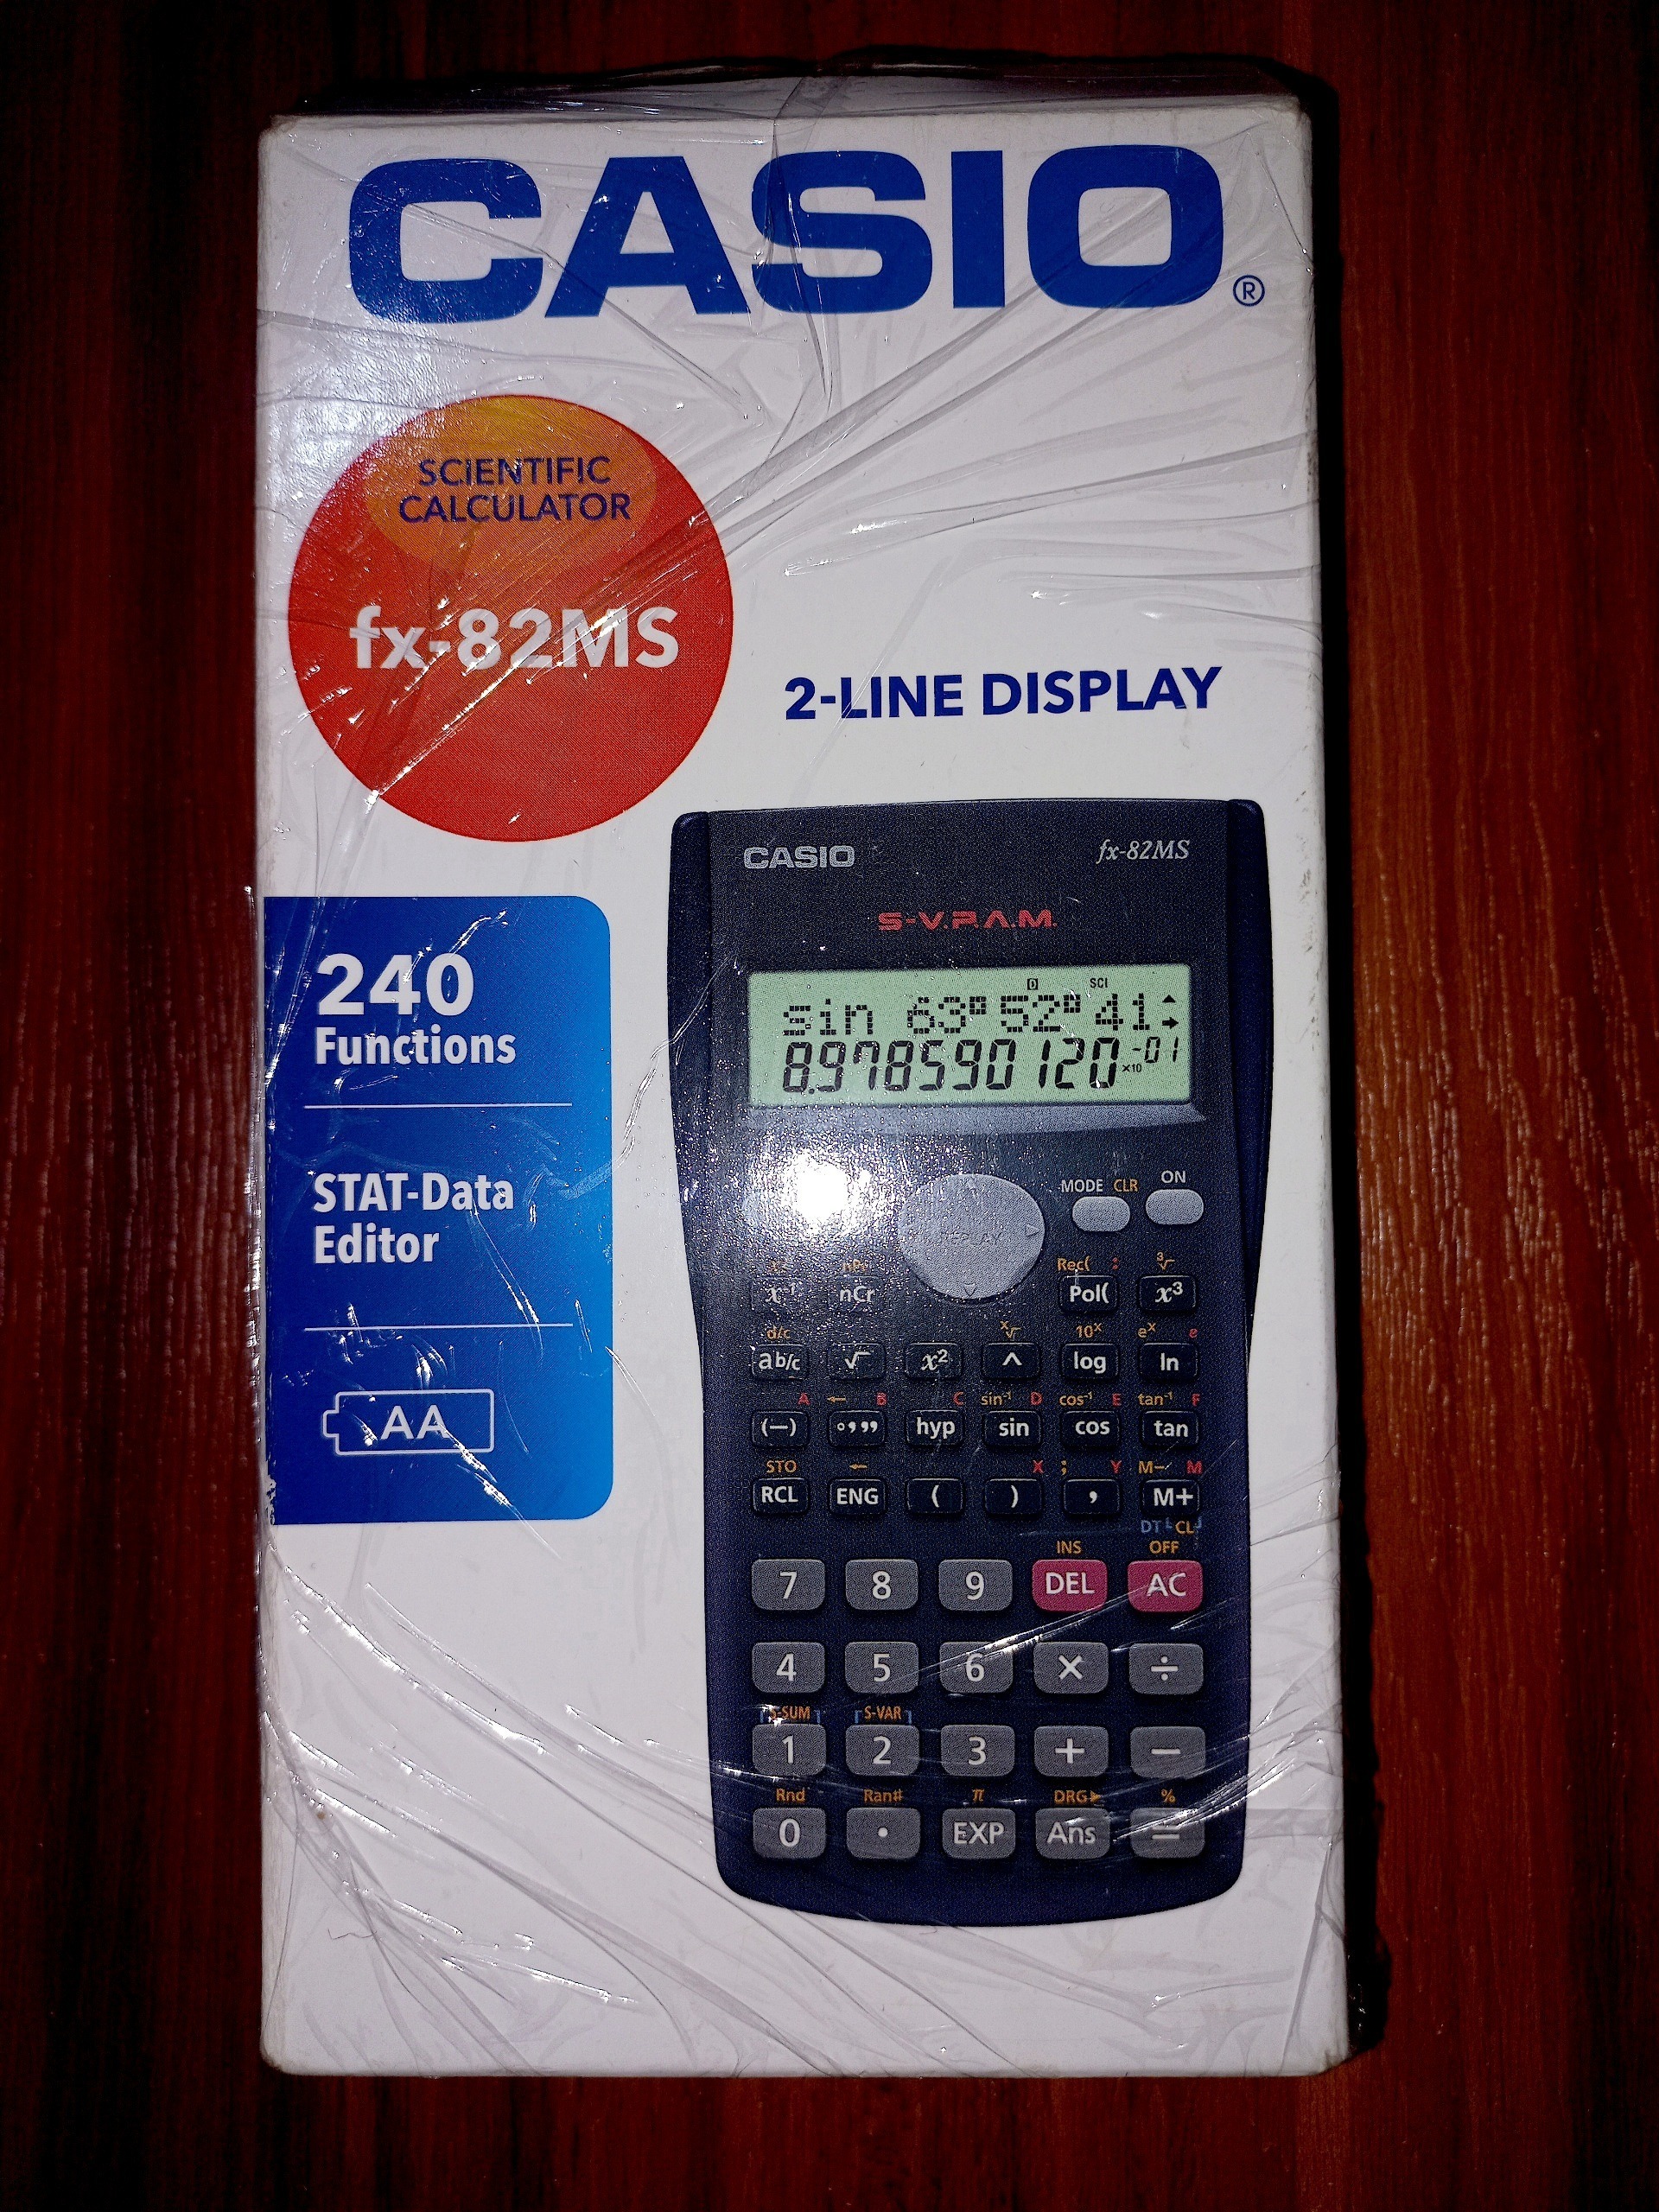 CASIO®
SCIENTIFIC
CALCULATOR
fx-82MS
2-LINE DISPLAY
CASIO fx-82MS
S-V.P.A.M.
240
Functions
D SCI
sin 63°52°41
8.978590120×10-01
STAT-Data
Editor
MODE CLR ON
REPLAY
Rec( : ³√
x-1 nCr Pol( x³
d/c x√ 10x ex e
ab/c √ x² ^ log ln
AA
A ← B C sin-1 D cos-1 E tan-1 F
(−) °,,, hyp sin cos tan
STO ← X ; Y M− M
RCL ENG ( ) , M+
DT CL
INS OFF
7 8 9 DEL AC
4 5 6 × ÷
S-SUM S-VAR
1 2 3 + −
Rnd Ran# π DRG▶ %
0 . EXP Ans =